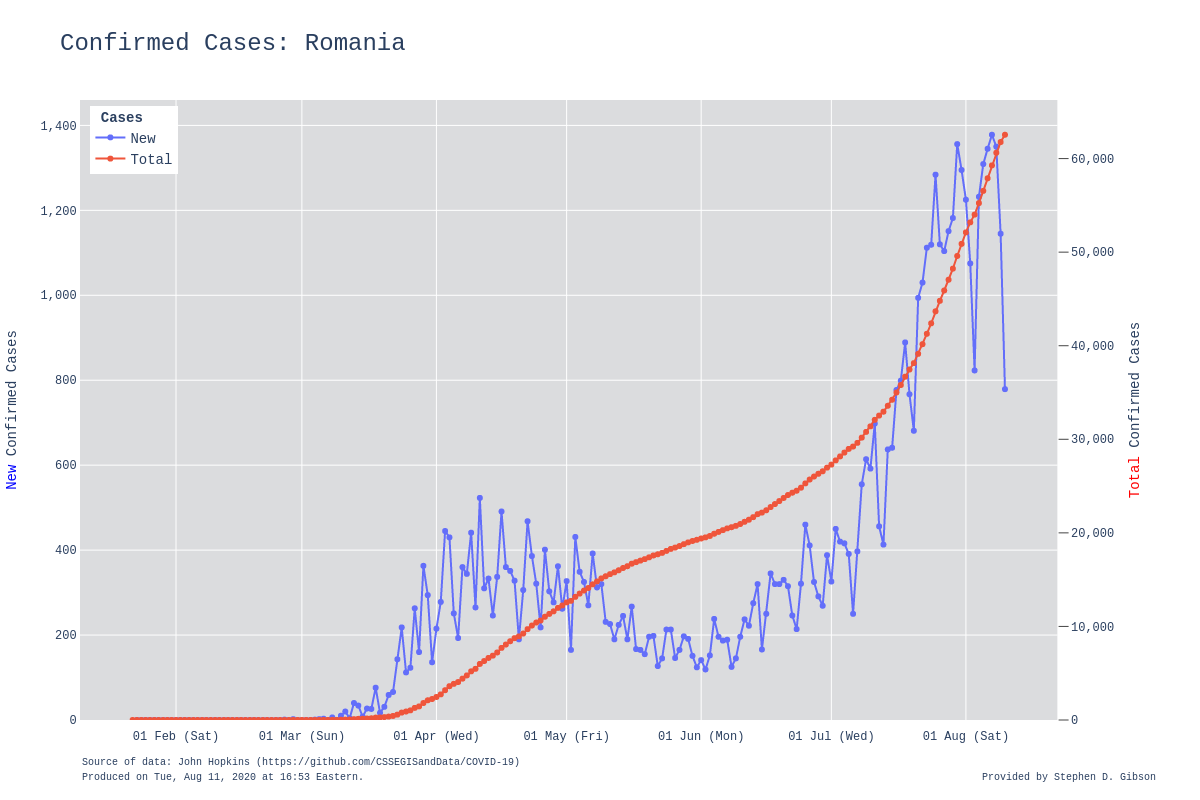 Confirmed Cases: Romania
Cases
New
Total
1,400
1,200
1,000
800
600
400
200
0
60,000
50,000
40,000
30,000
20,000
10,000
0
New Confirmed Cases
Total Confirmed Cases
01 Feb (Sat) 01 Mar (Sun) 01 Apr (Wed) 01 May (Fri) 01 Jun (Mon) 01 Jul (Wed) 01 Aug (Sat)
Source of data: John Hopkins (https://github.com/CSSEGISandData/COVID-19)
Produced on Tue, Aug 11, 2020 at 16:53 Eastern.
Provided by Stephen D. Gibson